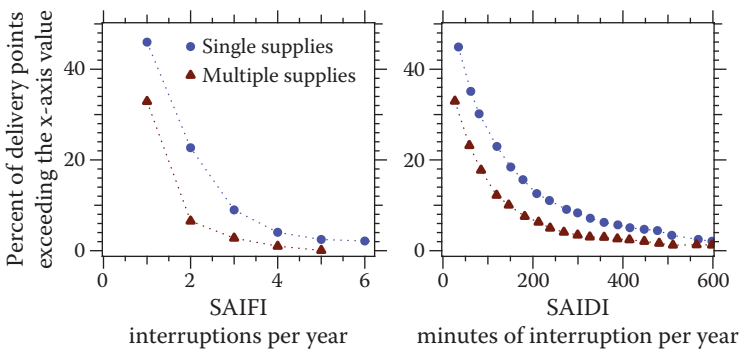 Percent of delivery points
exceeding the x-axis value
40
20
0
Single supplies
Multiple supplies
0 2 4 6
SAIFI
interruptions per year
40
20
0
0 200 400 600
SAIDI
minutes of interruption per year